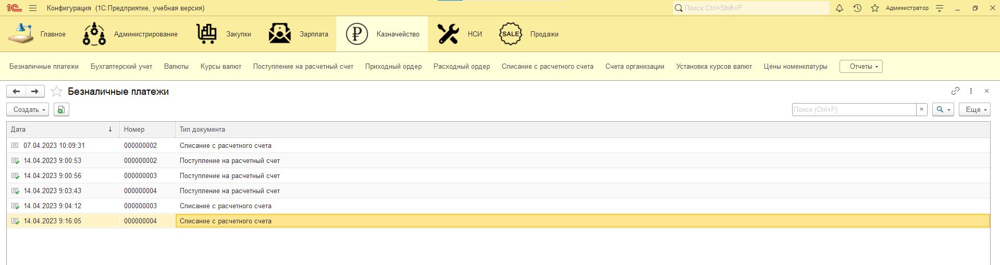 1С Конфигурация (1С:Предприятие, учебная версия) Поиск Ctrl+Shift+F Администратор
Главное Администрирование Закупки Зарплата Казначейство НСИ SALE Продажи
Безналичные платежи Бухгалтерский учет Валюты Курсы валют Поступление на расчетный счет Приходный ордер Расходный ордер Списание с расчетного счета Счета организации Установка курсов валют Цены номенклатуры Отчеты
Безналичные платежи
Создать Поиск (Ctrl+F) Еще
Дата Номер Тип документа
07.04.2023 10:09:31 000000002 Списание с расчетного счета
14.04.2023 9:00:53 000000002 Поступление на расчетный счет
14.04.2023 9:00:56 000000003 Поступление на расчетный счет
14.04.2023 9:03:43 000000004 Поступление на расчетный счет
14.04.2023 9:04:12 000000003 Списание с расчетного счета
14.04.2023 9:16:05 000000004 Списание с расчетного счета